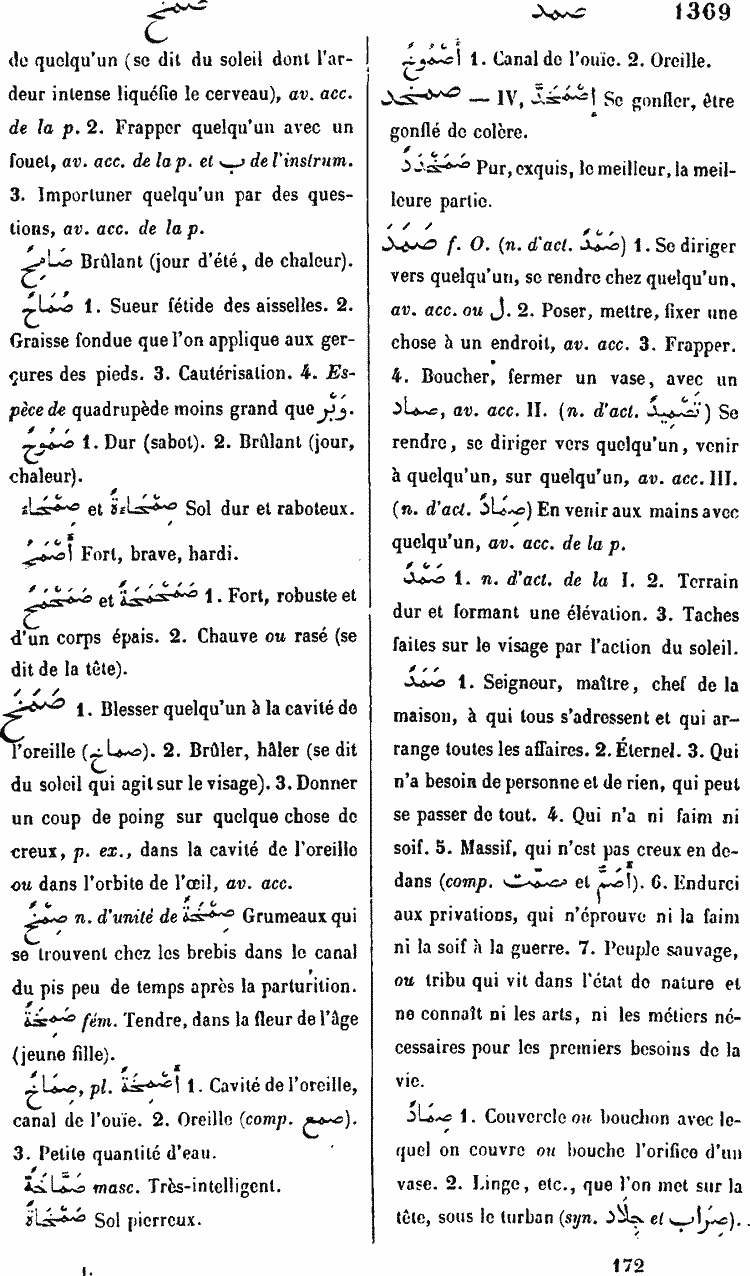 صمخ
صمد
1369
de quelqu'un (se dit du soleil dont l'ar-
deur intense liquéfie le cerveau), av. acc.
de la p. 2. Frapper quelqu'un avec un
fouet, av. acc. de la p. et ب de l'instrum.
3. Importuner quelqu'un par des ques-
tions, av. acc. de la p.
صَامِحٌ Brûlant (jour d'été, de chaleur).
صُمَاحٌ 1. Sueur fétide des aisselles. 2.
Graisse fondue que l'on applique aux ger-
çures des pieds. 3. Cautérisation. 4. Es-
pèce de quadrupède moins grand que وَبْرٌ.
صَمُوحٌ 1. Dur (sabot). 2. Brûlant (jour,
chaleur).
صِمْحَاءٌ et صِمْحَاءَةٌ Sol dur et raboteux.
أَصْمَحُ Fort, brave, hardi.
صَمَحْمَحٌ et صَمَحْمَحَةٌ 1. Fort, robuste et
d'un corps épais. 2. Chauve ou rasé (se
dit de la tête).
صَمَخَ 1. Blesser quelqu'un à la cavité de
l'oreille (صماخ). 2. Brûler, hâler (se dit
du soleil qui agit sur le visage). 3. Donner
un coup de poing sur quelque chose de
creux, p. ex., dans la cavité de l'oreille
ou dans l'orbite de l'œil, av. acc.
صَمْخٌ n. d'unité de صَمْخَةٌ Grumeaux qui
se trouvent chez les brebis dans le canal
du pis peu de temps après la parturition.
صَمِخَةٌ fém. Tendre, dans la fleur de l'âge
(jeune fille).
صِمَاخٌ, pl. أَصْمِخَةٌ 1. Cavité de l'oreille,
canal de l'ouïe. 2. Oreille (comp. صمع).
3. Petite quantité d'eau.
صَمَّاخَةٌ masc. Très-intelligent.
صِمْخَاةٌ Sol pierreux.
أُصْمُوخٌ 1. Canal de l'ouïe. 2. Oreille.
صمخد — IV, إِصْمَخَدَّ Se gonfler, être
gonflé de colère.
صَمَخْدَدٌ Pur, exquis, le meilleur, la meil-
leure partie.
صَمَدَ f. O. (n. d'act. صَمْدٌ) 1. Se diriger
vers quelqu'un, se rendre chez quelqu'un,
av. acc. ou ل. 2. Poser, mettre, fixer une
chose à un endroit, av. acc. 3. Frapper.
4. Boucher, fermer un vase, avec un
صماد, av. acc. II. (n. d'act. تَصْمِيدٌ) Se
rendre, se diriger vers quelqu'un, venir
à quelqu'un, sur quelqu'un, av. acc. III.
(n. d'act. صِمَادٌ) En venir aux mains avec
quelqu'un, av. acc. de la p.
صَمْدٌ 1. n. d'act. de la I. 2. Terrain
dur et formant une élévation. 3. Taches
faites sur le visage par l'action du soleil.
صَمَدٌ 1. Seigneur, maître, chef de la
maison, à qui tous s'adressent et qui ar-
range toutes les affaires. 2. Éternel. 3. Qui
n'a besoin de personne et de rien, qui peut
se passer de tout. 4. Qui n'a ni faim ni
soif. 5. Massif, qui n'est pas creux en de-
dans (comp. مصمّت et أَصَمُّ). 6. Endurci
aux privations, qui n'éprouve ni la faim
ni la soif à la guerre. 7. Peuple sauvage,
ou tribu qui vit dans l'état de nature et
ne connaît ni les arts, ni les métiers né-
cessaires pour les premiers besoins de la
vie.
صِمَادٌ 1. Couvercle ou bouchon avec le-
quel on couvre ou bouche l'orifice d'un
vase. 2. Linge, etc., que l'on met sur la
tête, sous le turban (syn. جِلَاد et صِرَاب).
I.
172